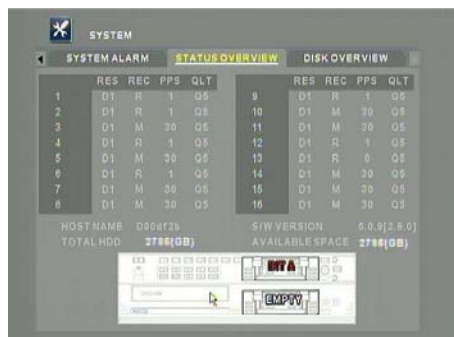 SYSTEM
SYSTEM ALARM STATUS OVERVIEW DISK OVERVIEW
RES REC PPS QLT RES REC PPS QLT
1 D1 R 1 Q5 9 D1 R 1 Q5
2 D1 R 1 Q5 10 D1 M 30 Q5
3 D1 M 30 Q5 11 D1 M 30 Q5
4 D1 R 1 Q5 12 D1 R 1 Q5
5 D1 R 30 Q5 13 D1 R 0 Q5
6 D1 M 30 Q5 14 D1 M 30 Q5
7 D1 M 30 Q5 15 D1 M 30 Q5
8 D1 M 30 Q5 16 D1 M 30 Q5
HOST NAME D00df2b S/W VERSION
TOTAL HDD 2786(GB) AVAILABLE SPACE 2786(GB)
EMPTY